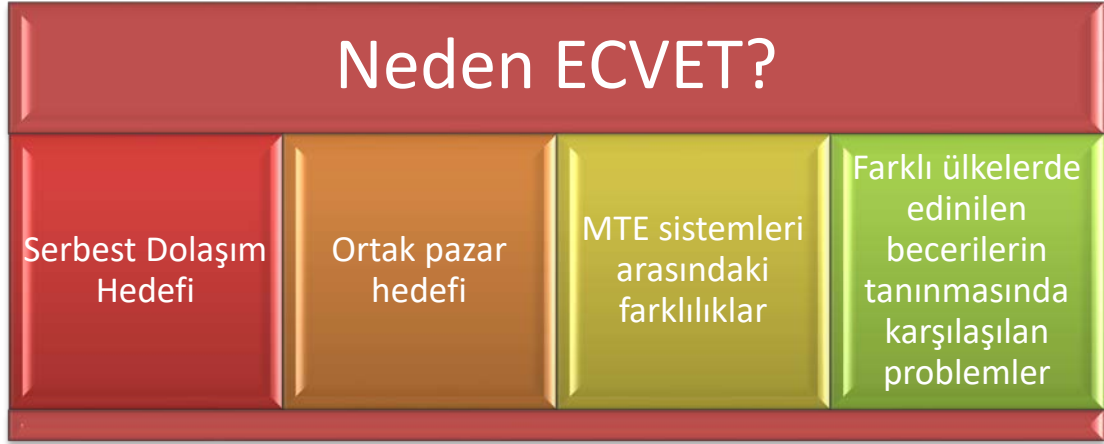 Neden ECVET?
Serbest Dolaşım
Hedefi
Ortak pazar
hedefi
MTE sistemleri
arasındaki
farklılıklar
Farklı ülkelerde
edinilen
becerilerin
tanınmasında
karşılaşılan
problemler